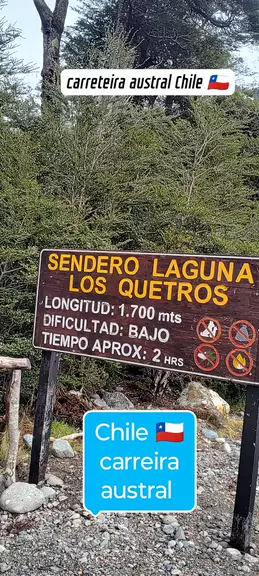 carreteira austral Chile 🇨🇱
SENDERO LAGUNA
LOS QUETROS
LONGITUD: 1.700 mts
DIFICULTAD: BAJO
TIEMPO APROX: 2 HRS
Chile 🇨🇱
carreira
austral